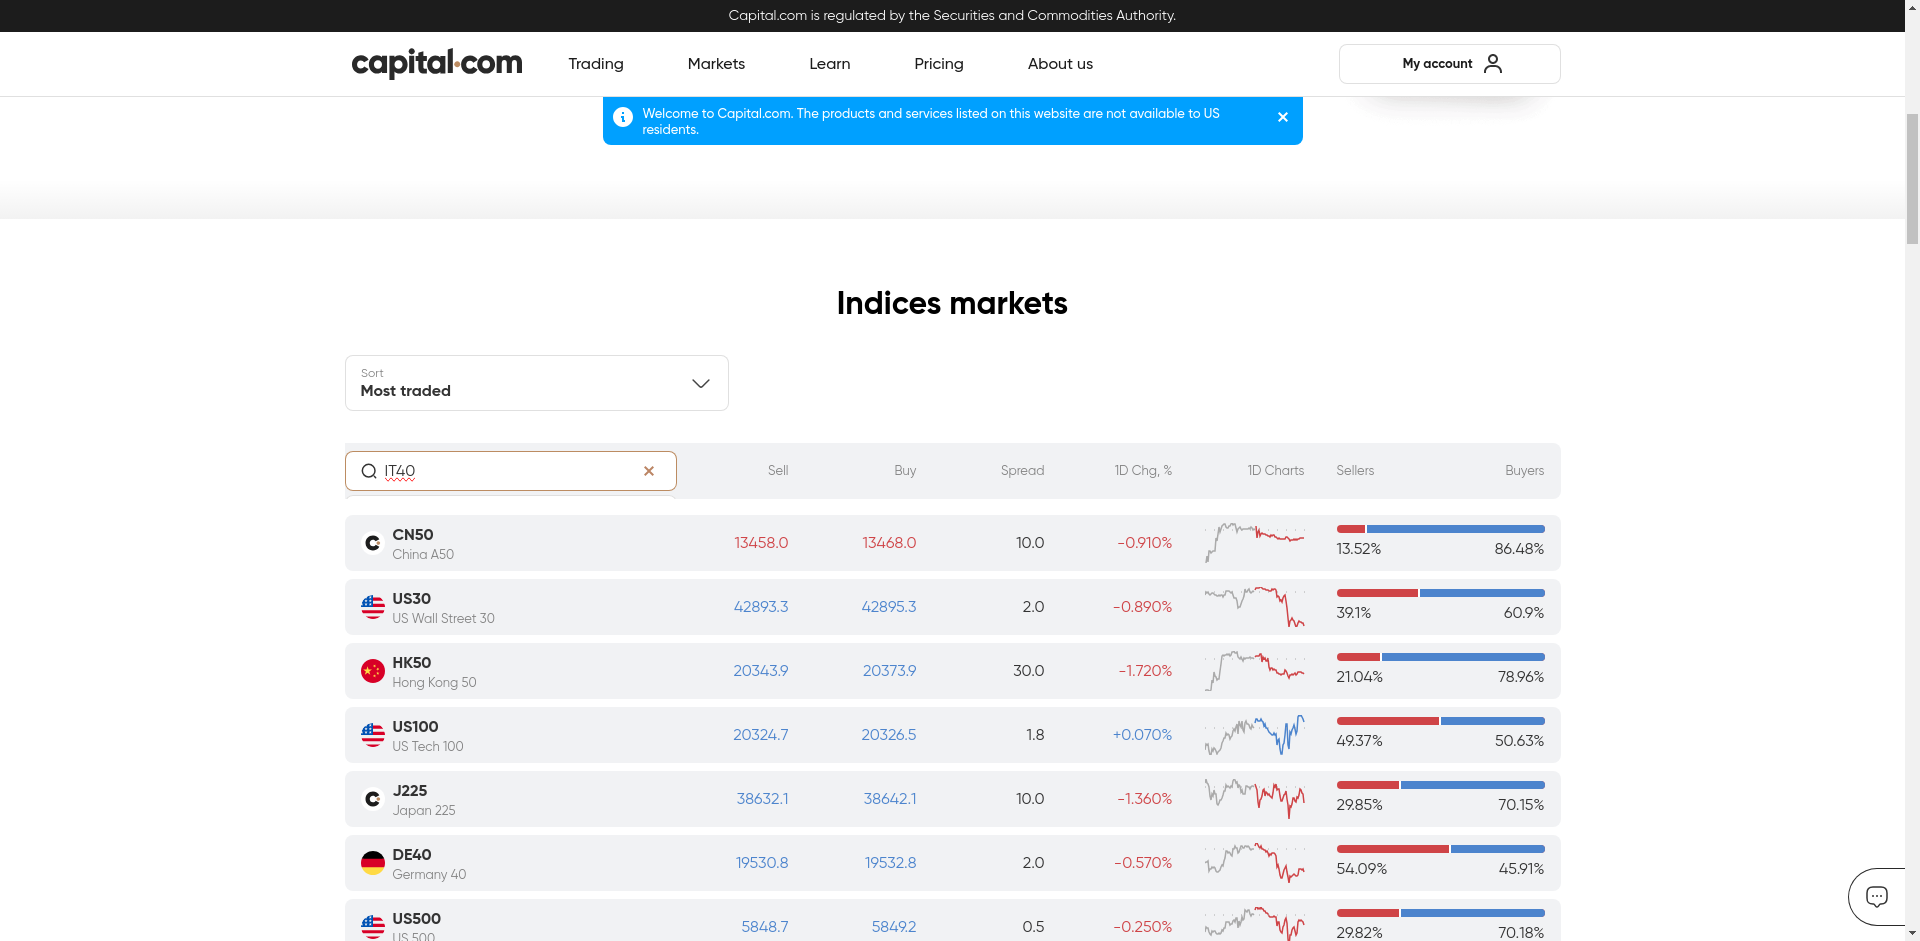 Capital.com is regulated by the Securities and Commodities Authority.
capital.com
Trading
Markets
Learn
Pricing
About us
My account
Welcome to Capital.com. The products and services listed on this website are not available to US
residents.
Indices markets
Sort
Most traded
IT40
Sell
Buy
Spread
1D Chg, %
1D Charts
Sellers
Buyers
CN50
China A50
13458.0
13468.0
10.0
-0.910%
13.52%
86.48%
US30
US Wall Street 30
42893.3
42895.3
2.0
-0.890%
39.1%
60.9%
HK50
Hong Kong 50
20343.9
20373.9
30.0
-1.720%
21.04%
78.96%
US100
US Tech 100
20324.7
20326.5
1.8
+0.070%
49.37%
50.63%
J225
Japan 225
38632.1
38642.1
10.0
-1.360%
29.85%
70.15%
DE40
Germany 40
19530.8
19532.8
2.0
-0.570%
54.09%
45.91%
US500
US 500
5848.7
5849.2
0.5
-0.250%
29.82%
70.18%